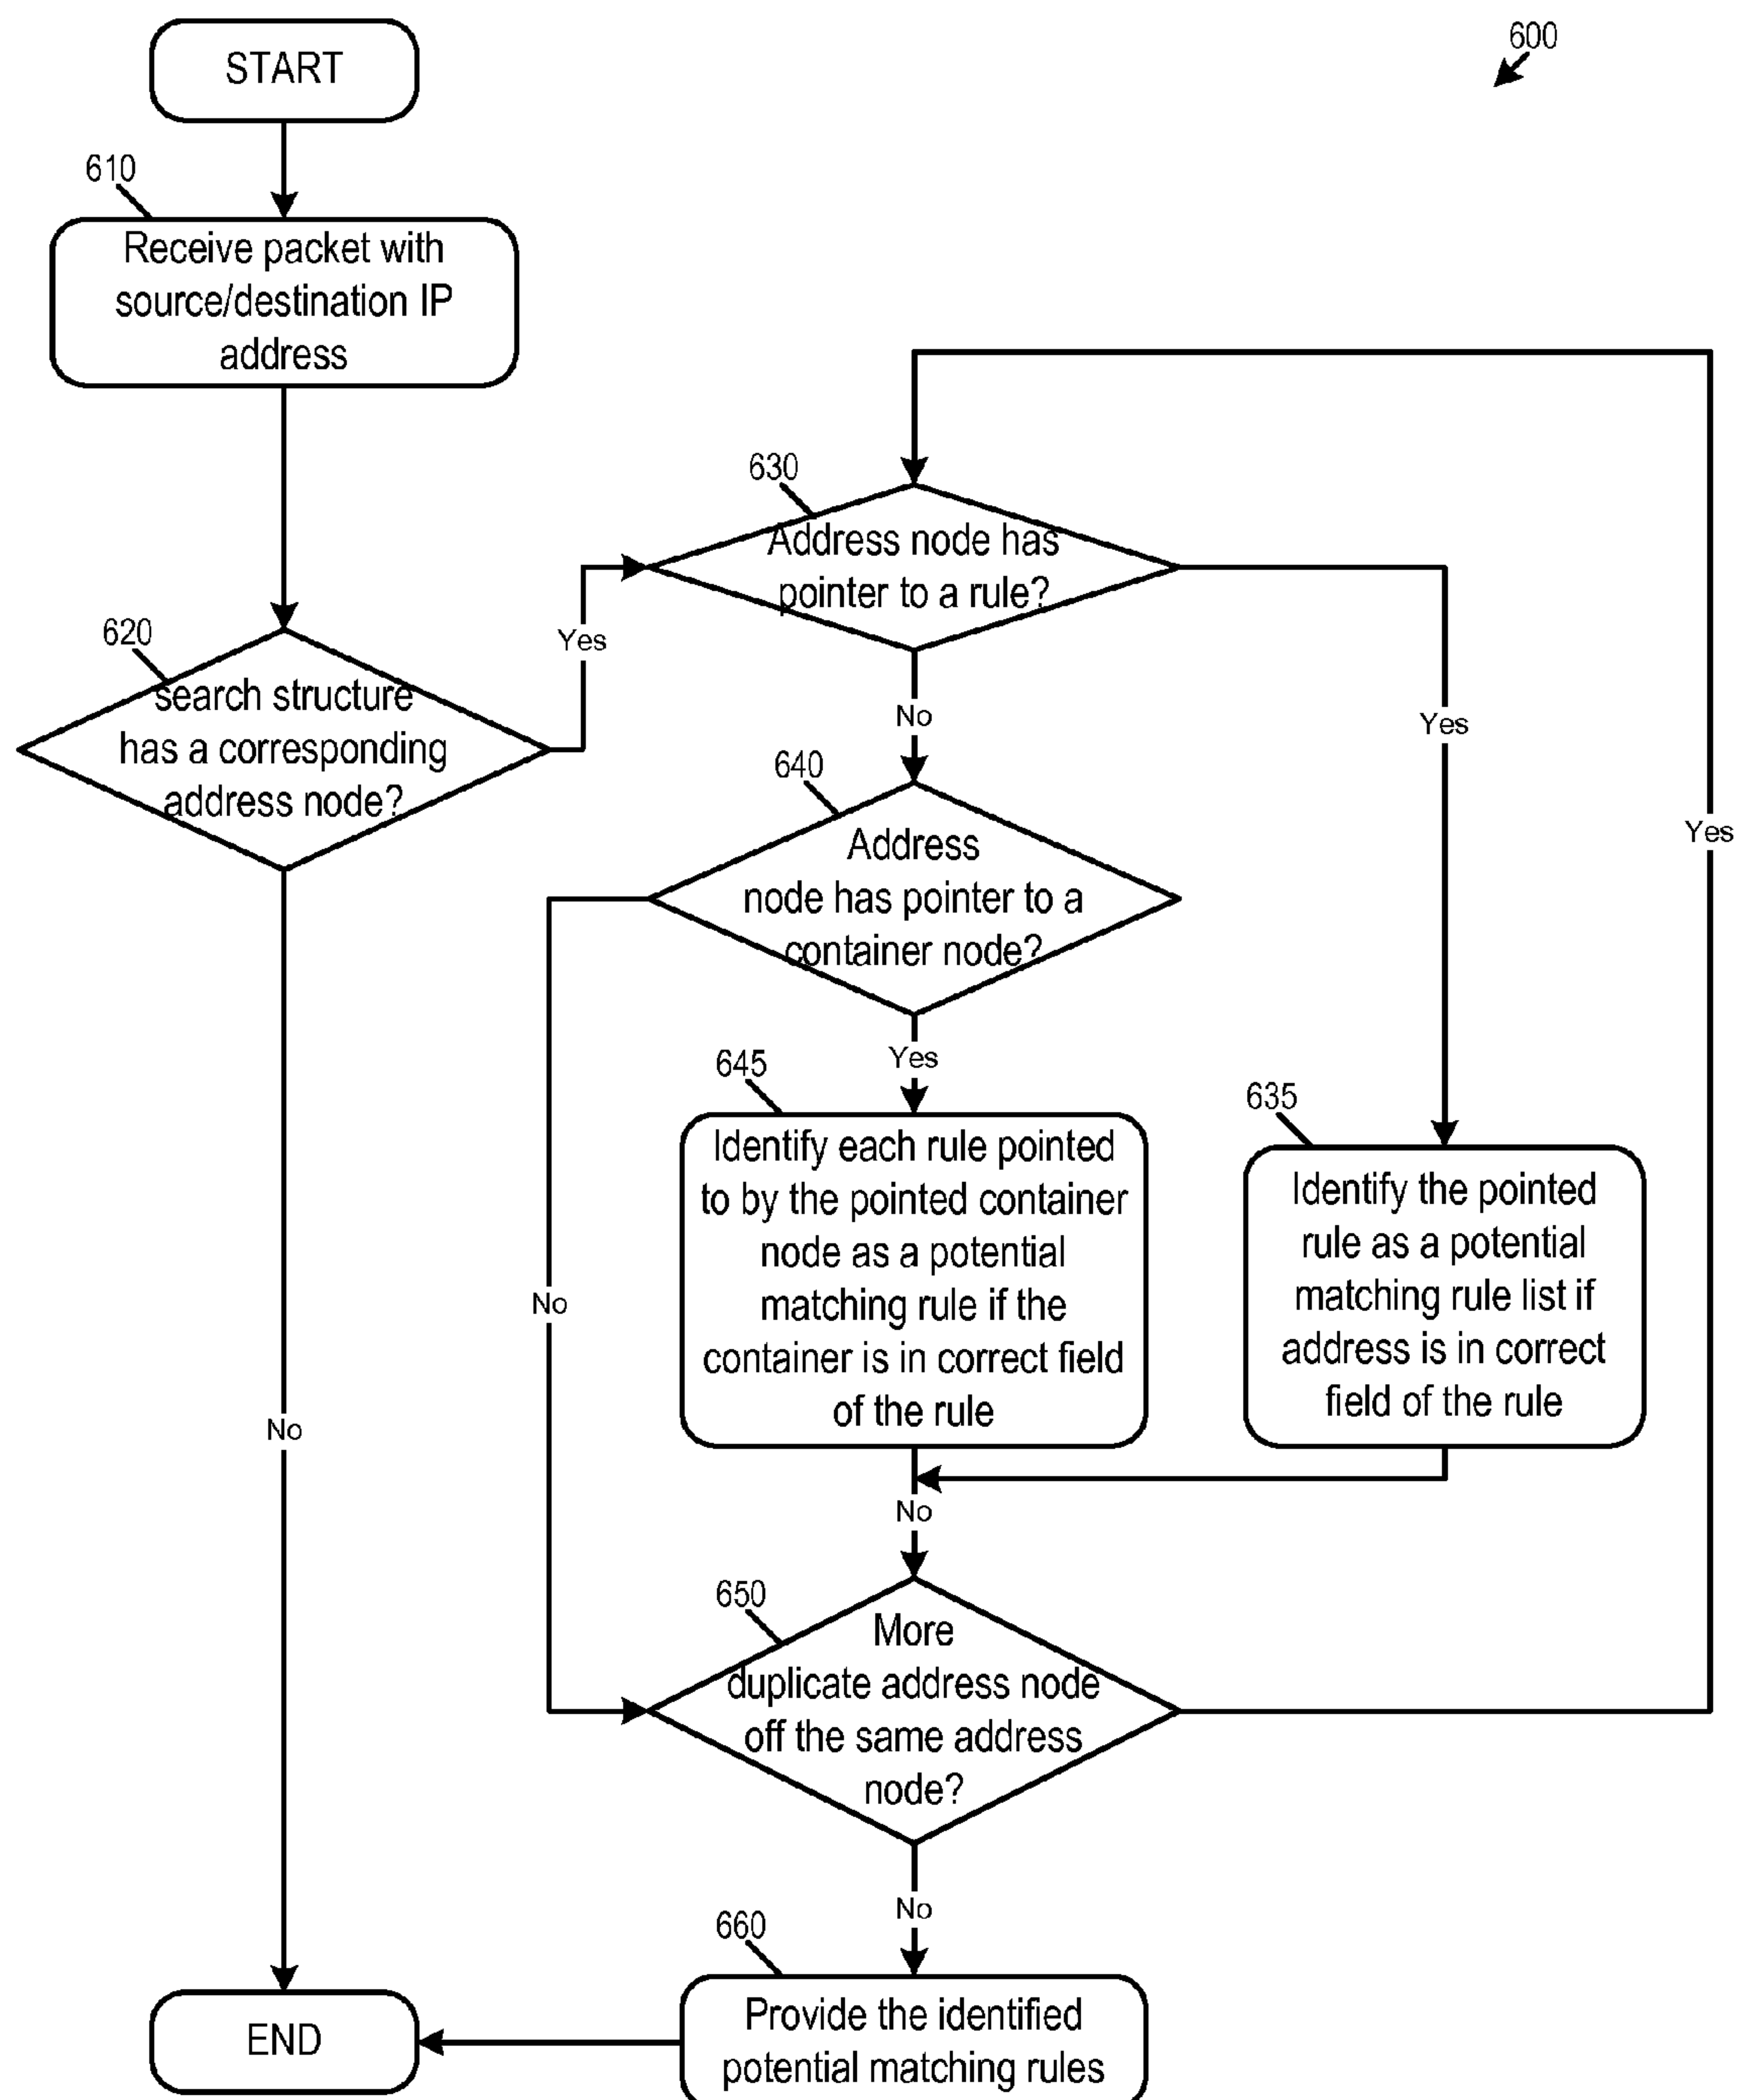 START
600
610
Receive packet with
source/destination IP
address
620
search structure
has a corresponding
address node?
Yes
No
630
Address node has
pointer to a rule?
Yes
No
640
Address
node has pointer to a
container node?
No
Yes
645
Identify each rule pointed
to by the pointed container
node as a potential
matching rule if the
container is in correct field
of the rule
635
Identify the pointed
rule as a potential
matching rule list if
address is in correct
field of the rule
No
650
More
duplicate address node
off the same address
node?
Yes
No
660
Provide the identified
potential matching rules
END